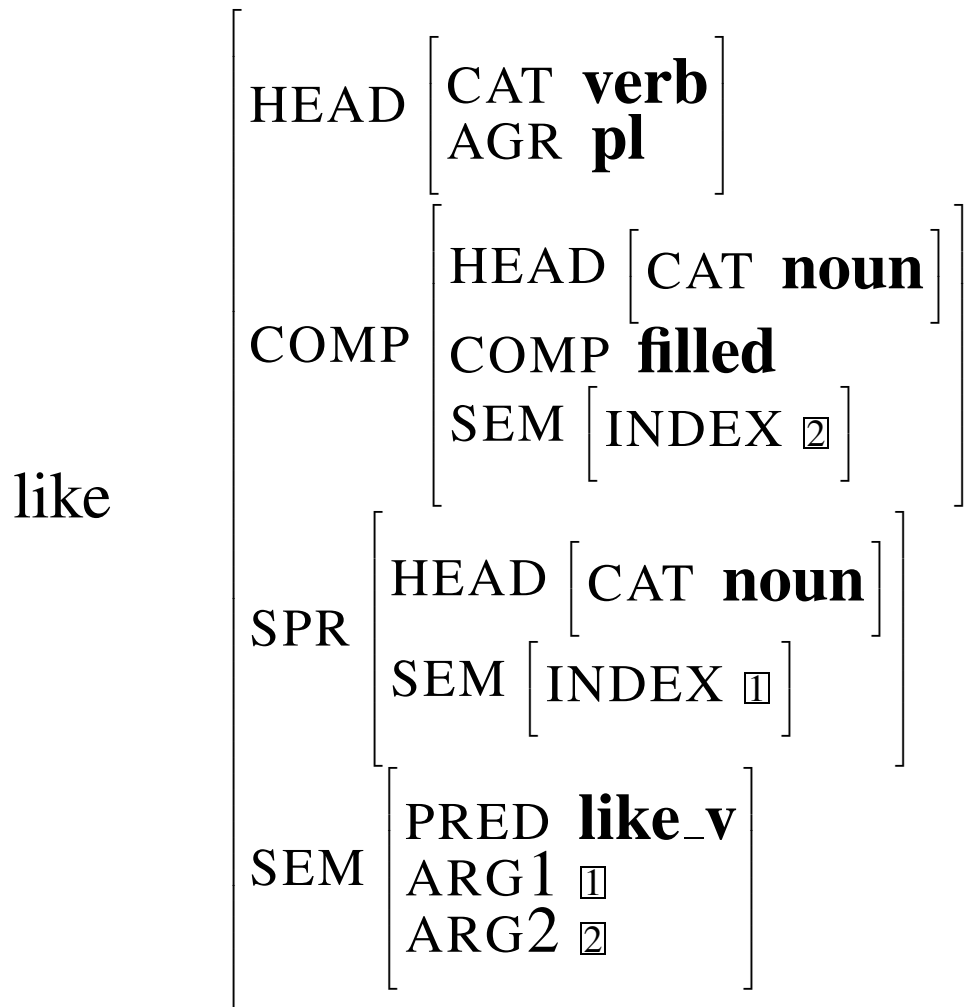 HEAD CAT verb
AGR pl
COMP HEAD CAT noun
COMP filled
SEM INDEX 2
like
SPR HEAD CAT noun
SEM INDEX 1
SEM PRED like_v
ARG1 1
ARG2 2